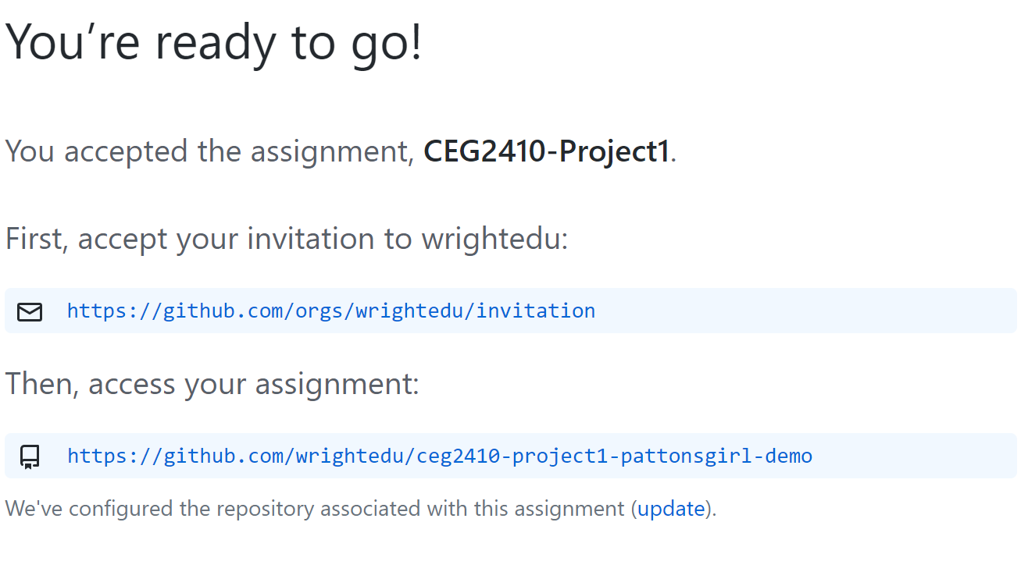 You’re ready to go!
You accepted the assignment, CEG2410-Project1.
First, accept your invitation to wrightedu:
https://github.com/orgs/wrightedu/invitation
Then, access your assignment:
https://github.com/wrightedu/ceg2410-project1-pattonsgirl-demo
We've configured the repository associated with this assignment (update).